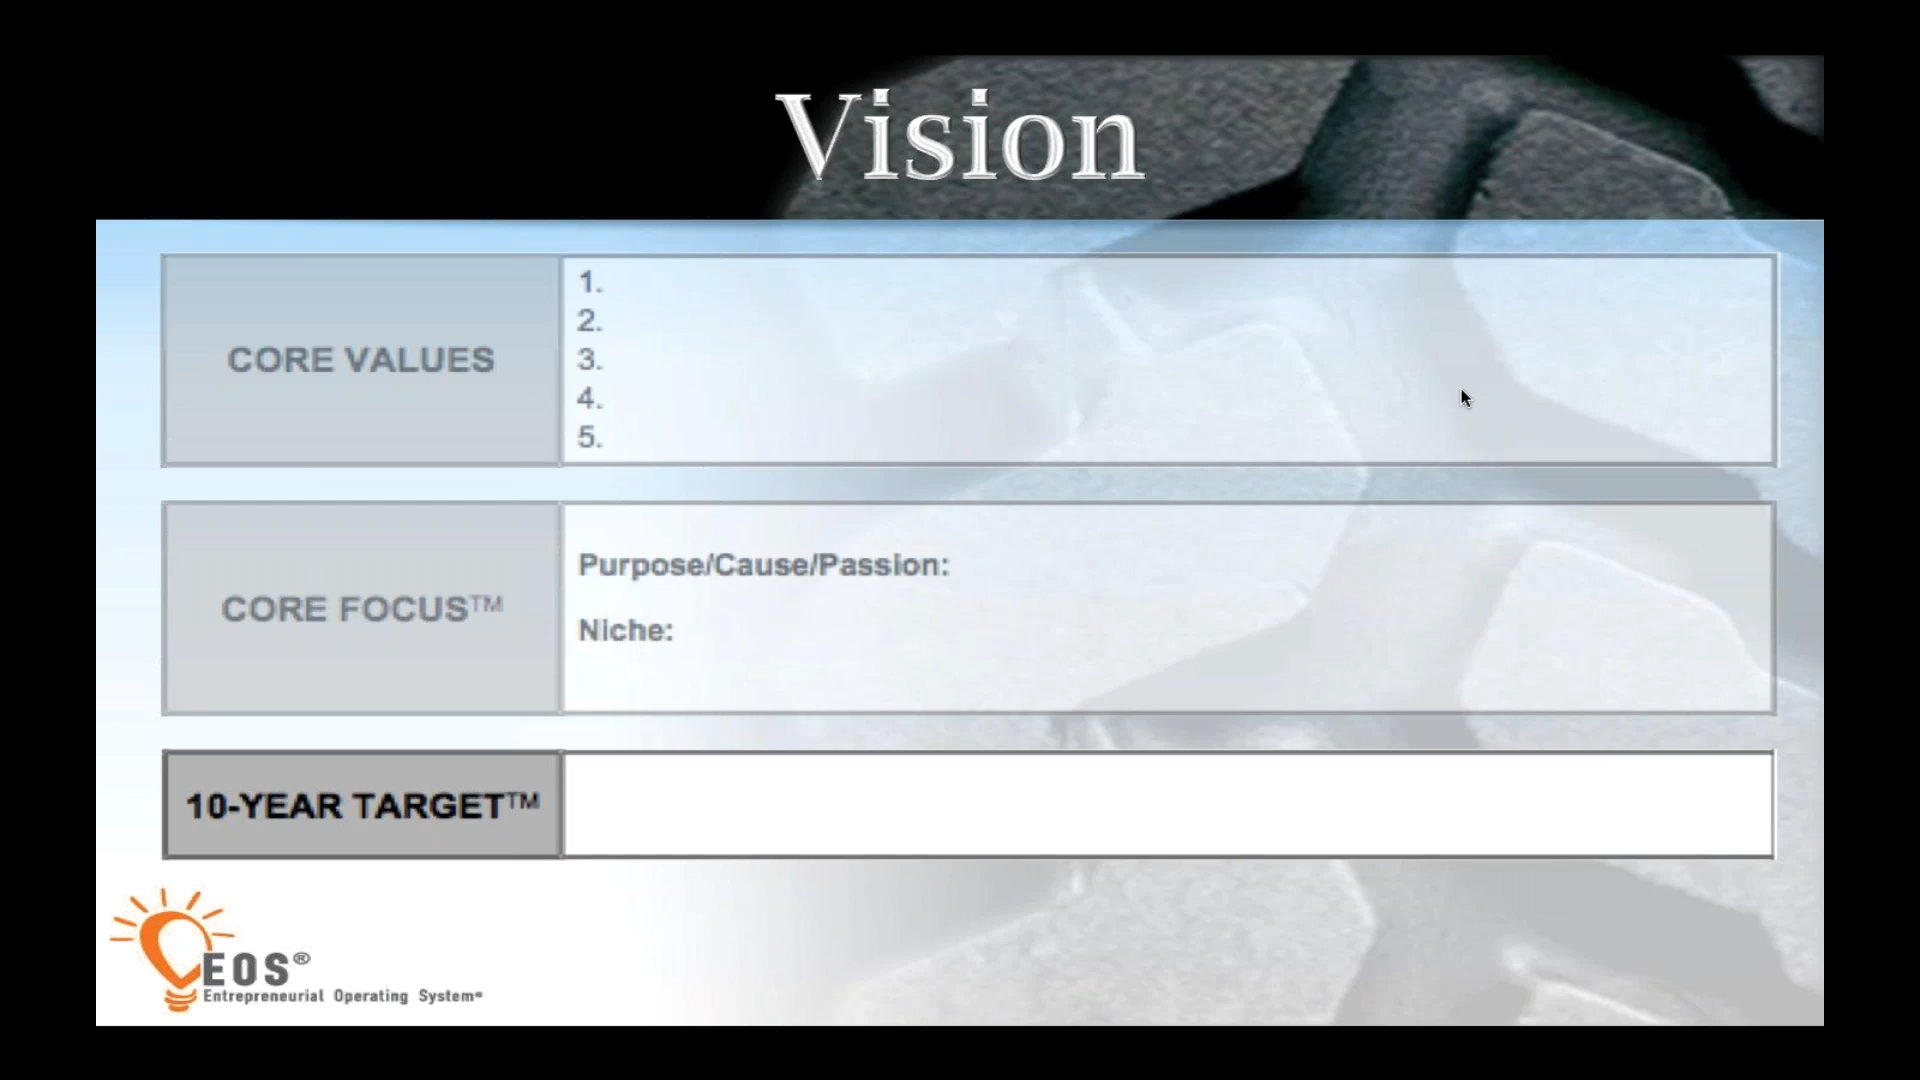 Vision
CORE VALUES
1.
2.
3.
4.
5.
CORE FOCUS™
Purpose/Cause/Passion:
Niche:
10-YEAR TARGET™
EOS®
Entrepreneurial Operating System®